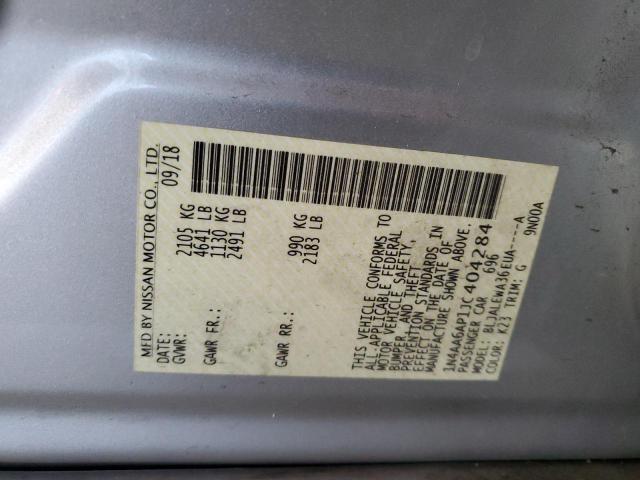 MFD BY NISSAN MOTOR CO., LTD.
DATE: 09/18
GVWR: 2105 KG
4641 LB
GAWR FR.: 1130 KG
2491 LB
GAWR RR.: 990 KG
2183 LB
THIS VEHICLE CONFORMS TO
ALL APPLICABLE FEDERAL
MOTOR VEHICLE SAFETY,
BUMPER, AND THEFT
PREVENTION STANDARDS IN
EFFECT ON THE DATE OF
MANUFACTURE SHOWN ABOVE.
1N4AA6AP11C404284
PASSENGER CAR 696
MODEL: BLJALEWA36EUA-----A
COLOR: K23 TRIM: G 9N00A